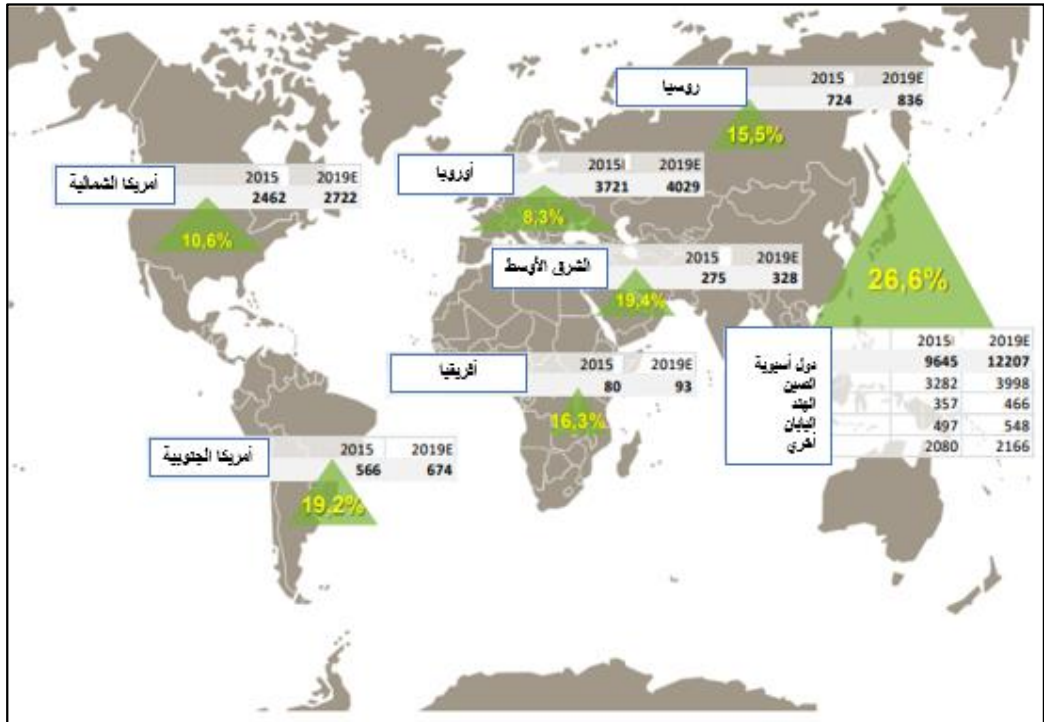 روسيا
2015 2019E
724 836
15,5%
أمريكا الشمالية
2015 2019E
2462 2722
10,6%
أوروبا
2015 2019E
3721 4029
8,3%
الشرق الأوسط
2015 2019E
275 328
19,4%
26,6%
2015 2019E
دول أسيوية 9645 12207
الصين 3282 3998
الهند 357 466
اليابان 497 548
أخري 2080 2166
أفريقيا
2015 2019E
80 93
16,3%
أمريكا الجنوبية
2015 2019E
566 674
19,2%